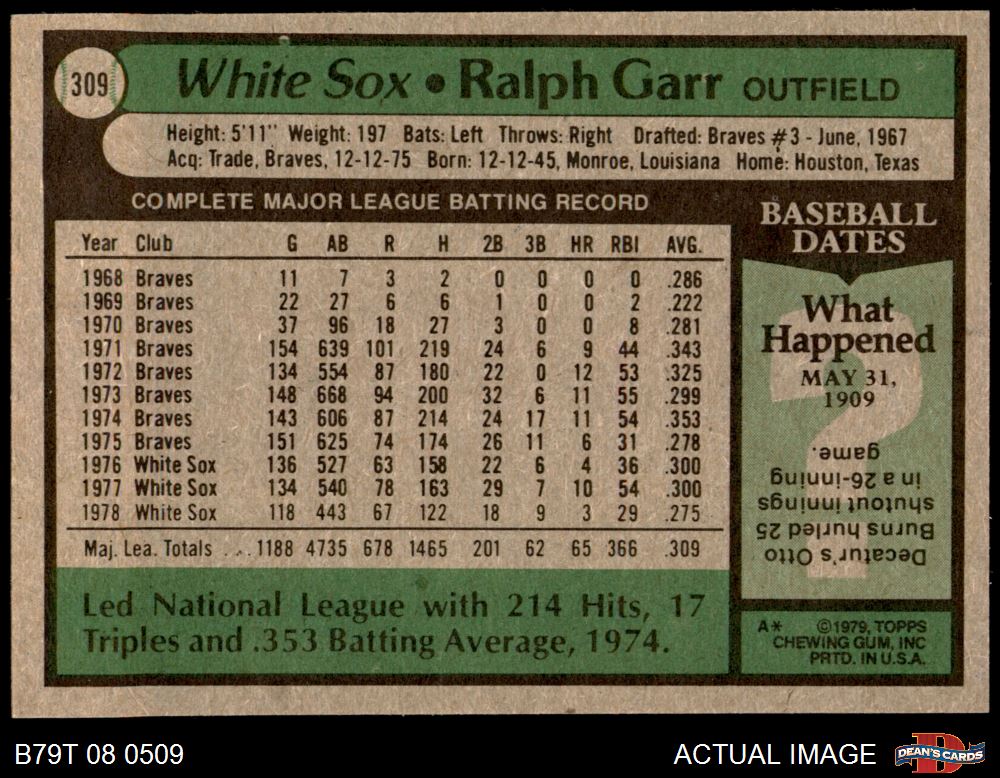 309
White Sox • Ralph Garr OUTFIELD
Height: 5'11" Weight: 197 Bats: Left Throws: Right Drafted: Braves #3 - June, 1967
Acq: Trade, Braves, 12-12-75 Born: 12-12-45, Monroe, Louisiana Home: Houston, Texas
COMPLETE MAJOR LEAGUE BATTING RECORD
Year Club G AB R H 2B 3B HR RBI AVG.
1968 Braves 11 7 3 2 0 0 0 0 .286
1969 Braves 22 27 6 6 1 0 0 2 .222
1970 Braves 37 96 18 27 3 0 0 8 .281
1971 Braves 154 639 101 219 24 6 9 44 .343
1972 Braves 134 554 87 180 22 0 12 53 .325
1973 Braves 148 668 94 200 32 6 11 55 .299
1974 Braves 143 606 87 214 24 17 11 54 .353
1975 Braves 151 625 74 174 26 11 6 31 .278
1976 White Sox 136 527 63 158 22 6 4 36 .300
1977 White Sox 134 540 78 163 29 7 10 54 .300
1978 White Sox 118 443 67 122 18 9 3 29 .275
Maj. Lea. Totals . . . 1188 4735 678 1465 201 62 65 366 .309
Led National League with 214 Hits, 17
Triples and .353 Batting Average, 1974.
BASEBALL
DATES
What
Happened
MAY 31,
1909
Decatur's Otto
Burns hurled 25
shutout innings
in a 26-inning
game.
A* ©1979, TOPPS
CHEWING GUM, INC
PRTD. IN U.S.A.
B79T 08 0509
ACTUAL IMAGE
DEAN'S CARDS